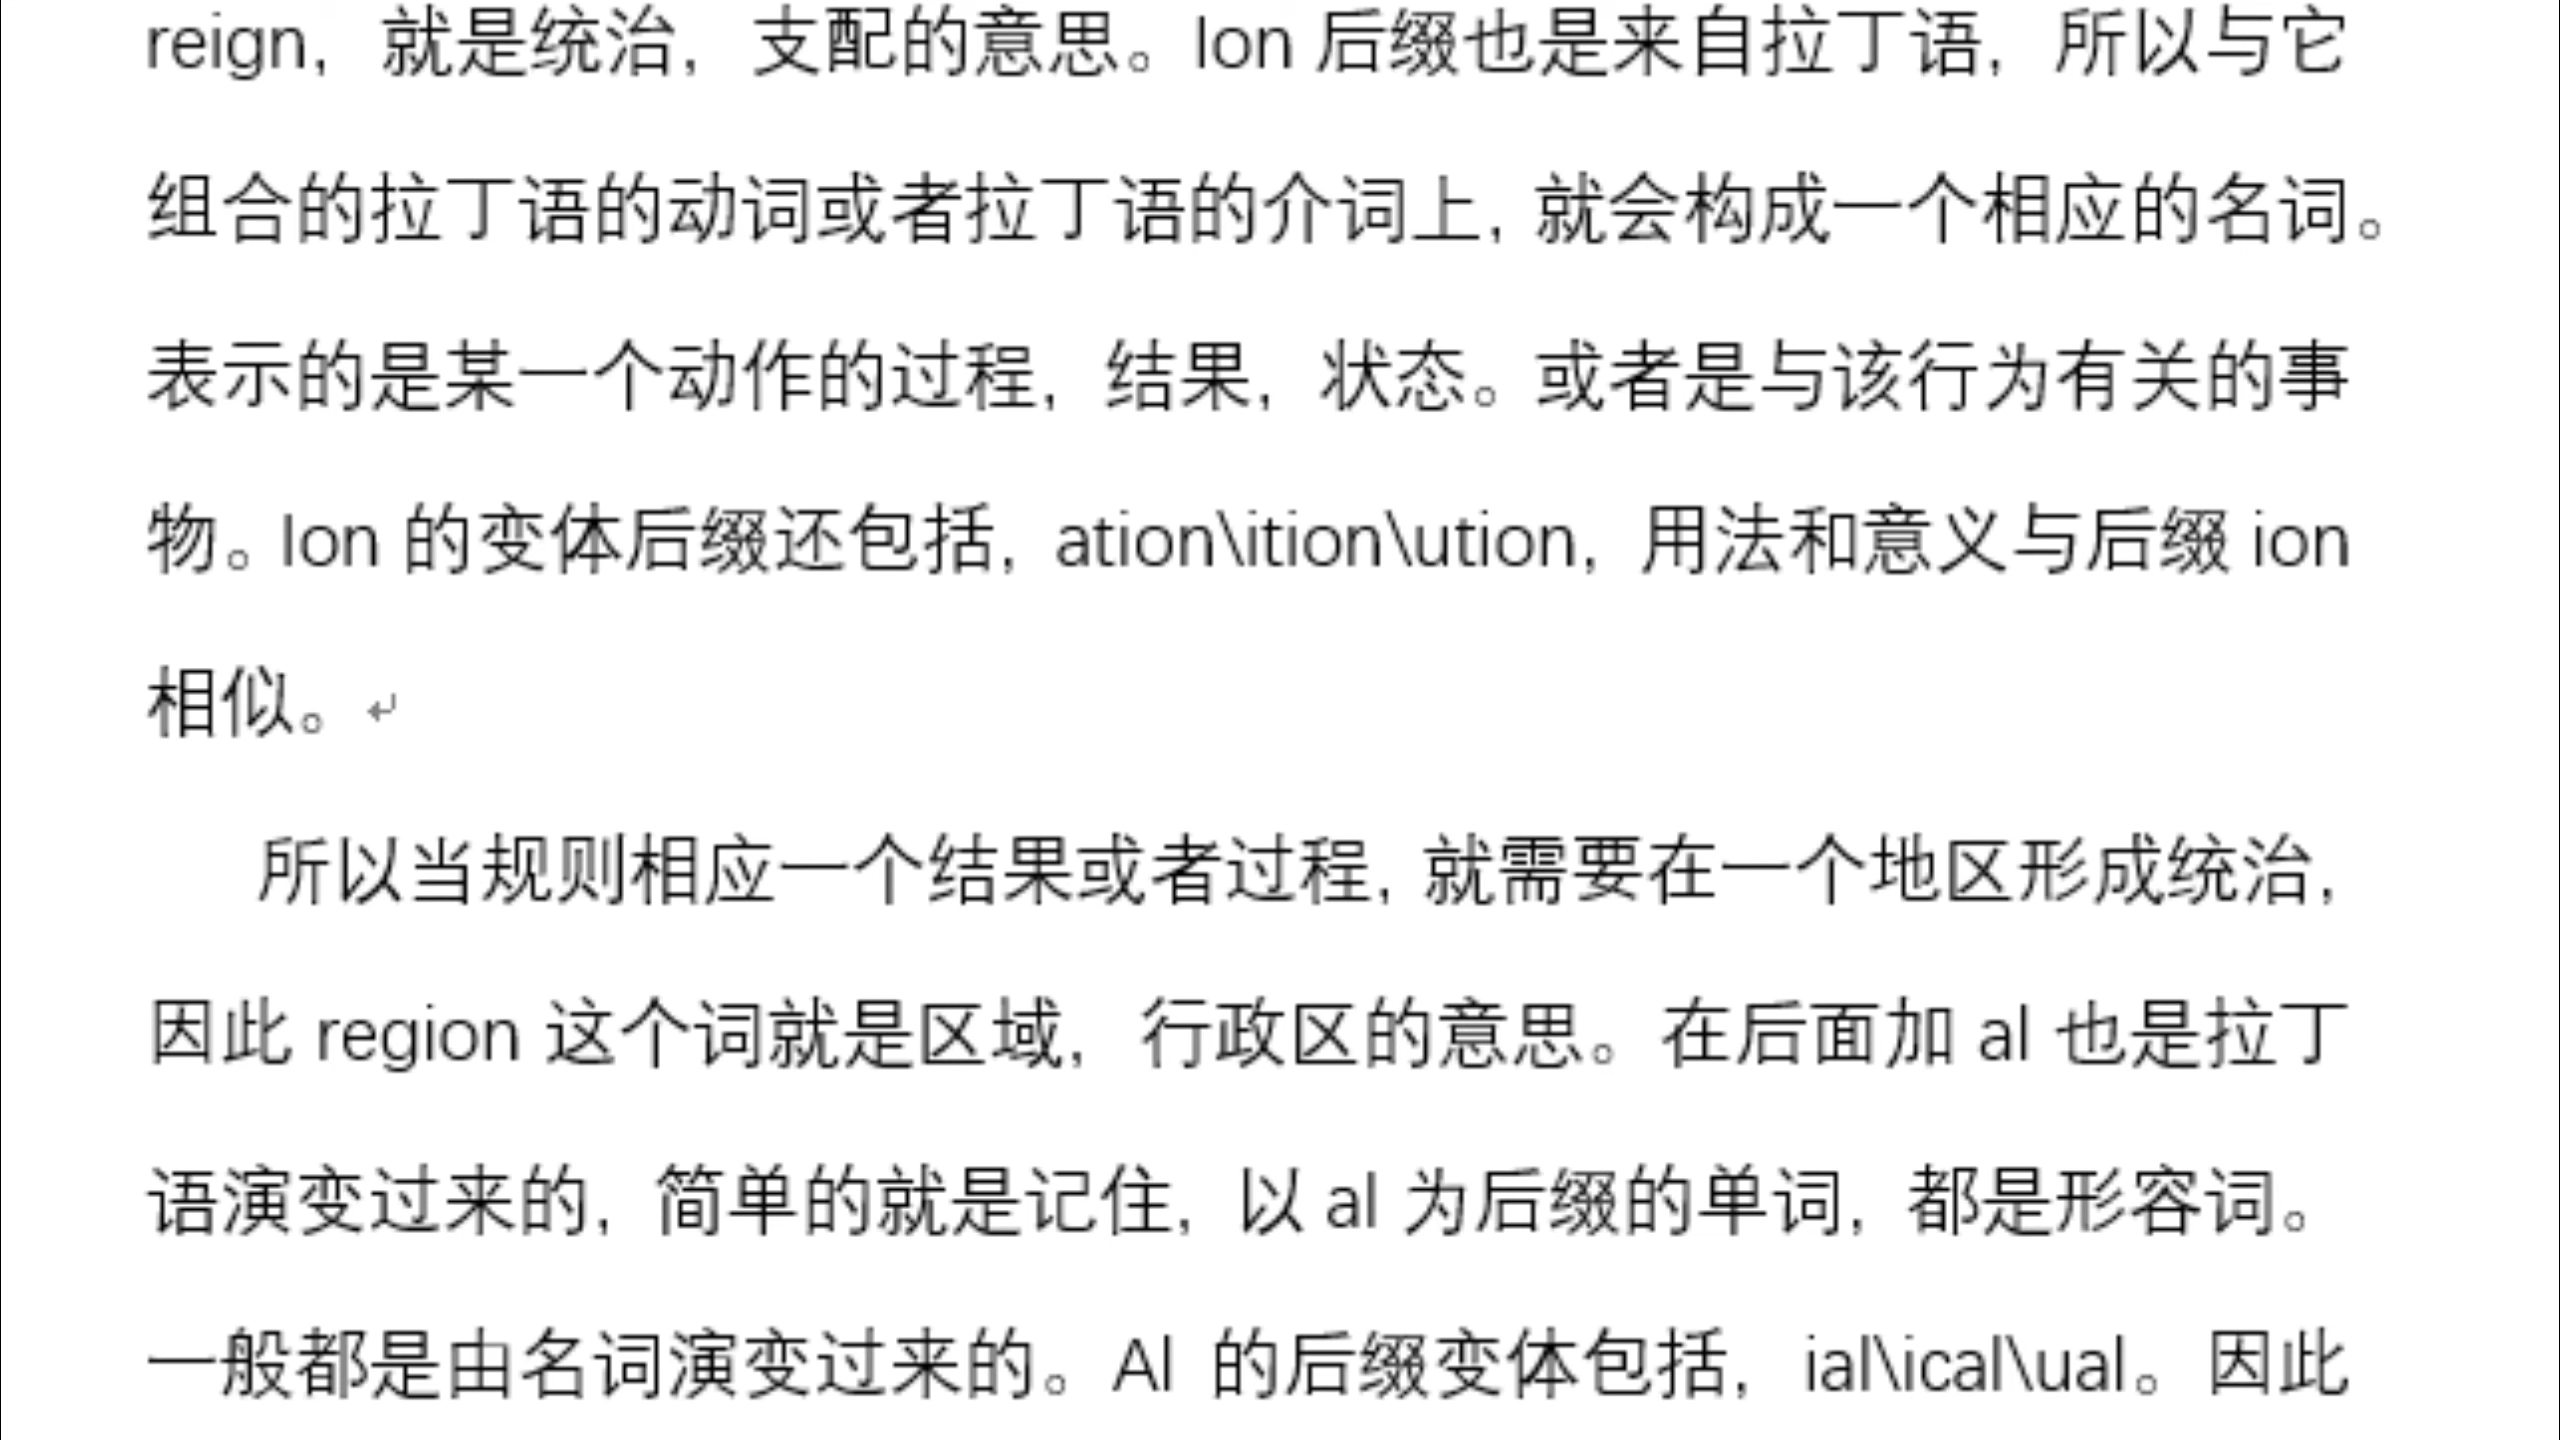 reign，就是统治，支配的意思。Ion 后缀也是来自拉丁语，所以与它
组合的拉丁语的动词或者拉丁语的介词上，就会构成一个相应的名词。
表示的是某一个动作的过程，结果，状态。或者是与该行为有关的事
物。Ion 的变体后缀还包括，ation\ition\ution，用法和意义与后缀 ion
相似。
所以当规则相应一个结果或者过程，就需要在一个地区形成统治，
因此 region 这个词就是区域，行政区的意思。在后面加 al 也是拉丁
语演变过来的，简单的就是记住，以 al 为后缀的单词，都是形容词。
一般都是由名词演变过来的。Al 的后缀变体包括，ial\ical\ual。因此